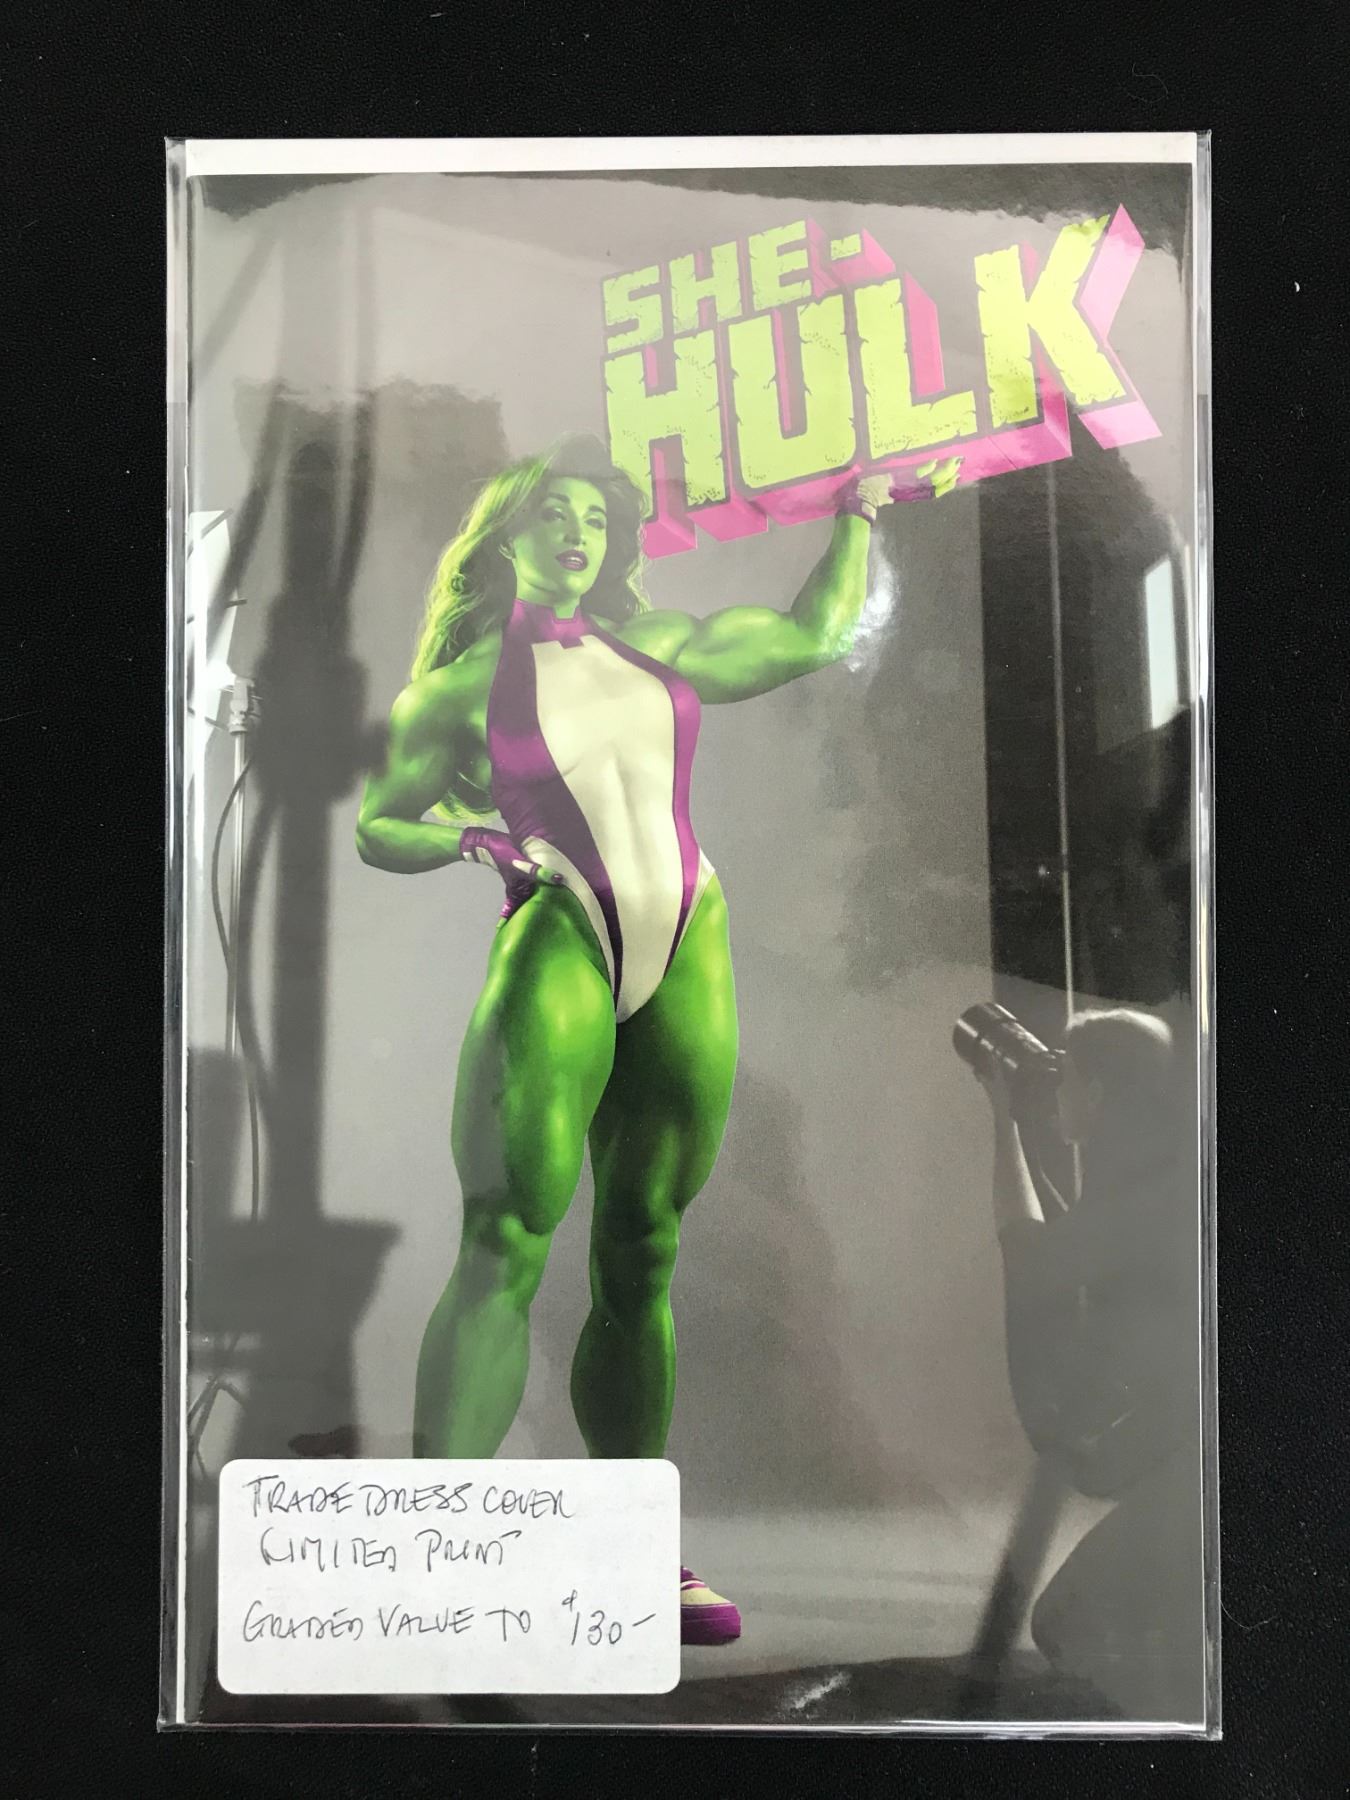 SHE-
HULK
TRADE DRESS COVER
LIMITED PRINT
GRADED VALUE TO $130-